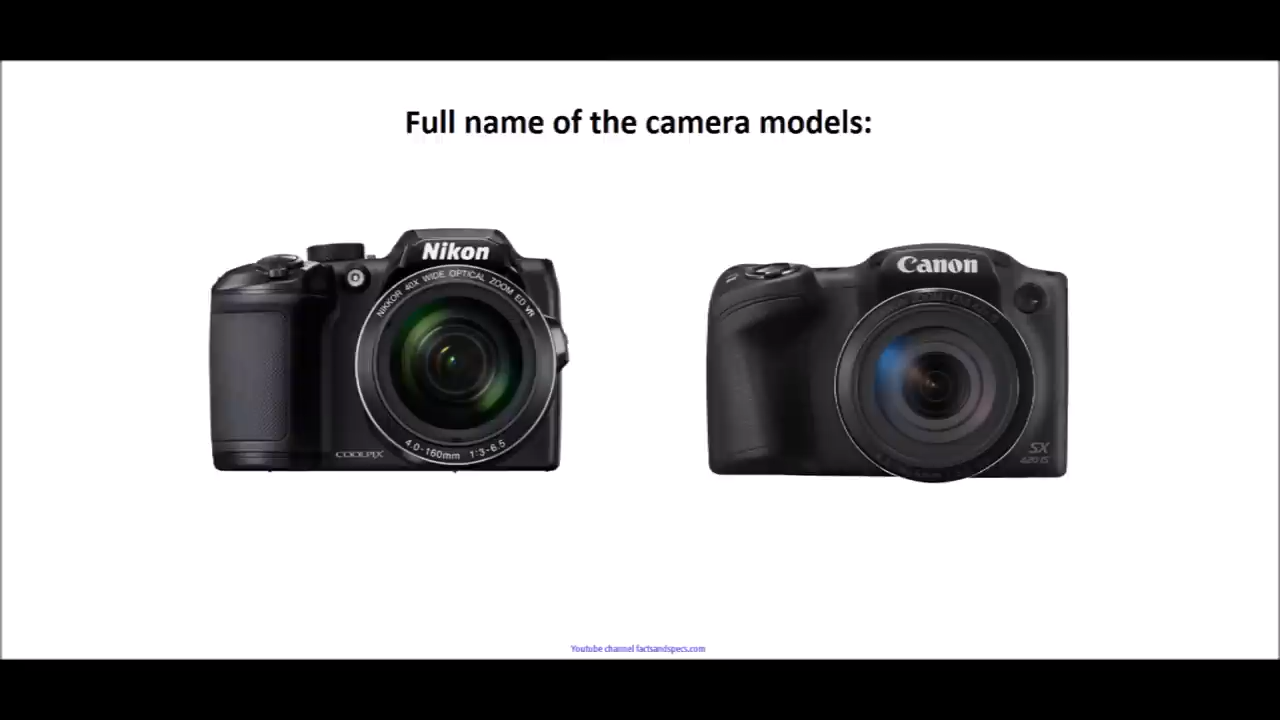 Full name of the camera models:
Nikon
NIKKOR 40X WIDE OPTICAL ZOOM ED VR
4.0-160mm 1:3-6.5
COOLPIX
Canon
SX
420 IS
Youtube channel factsandspecs.com